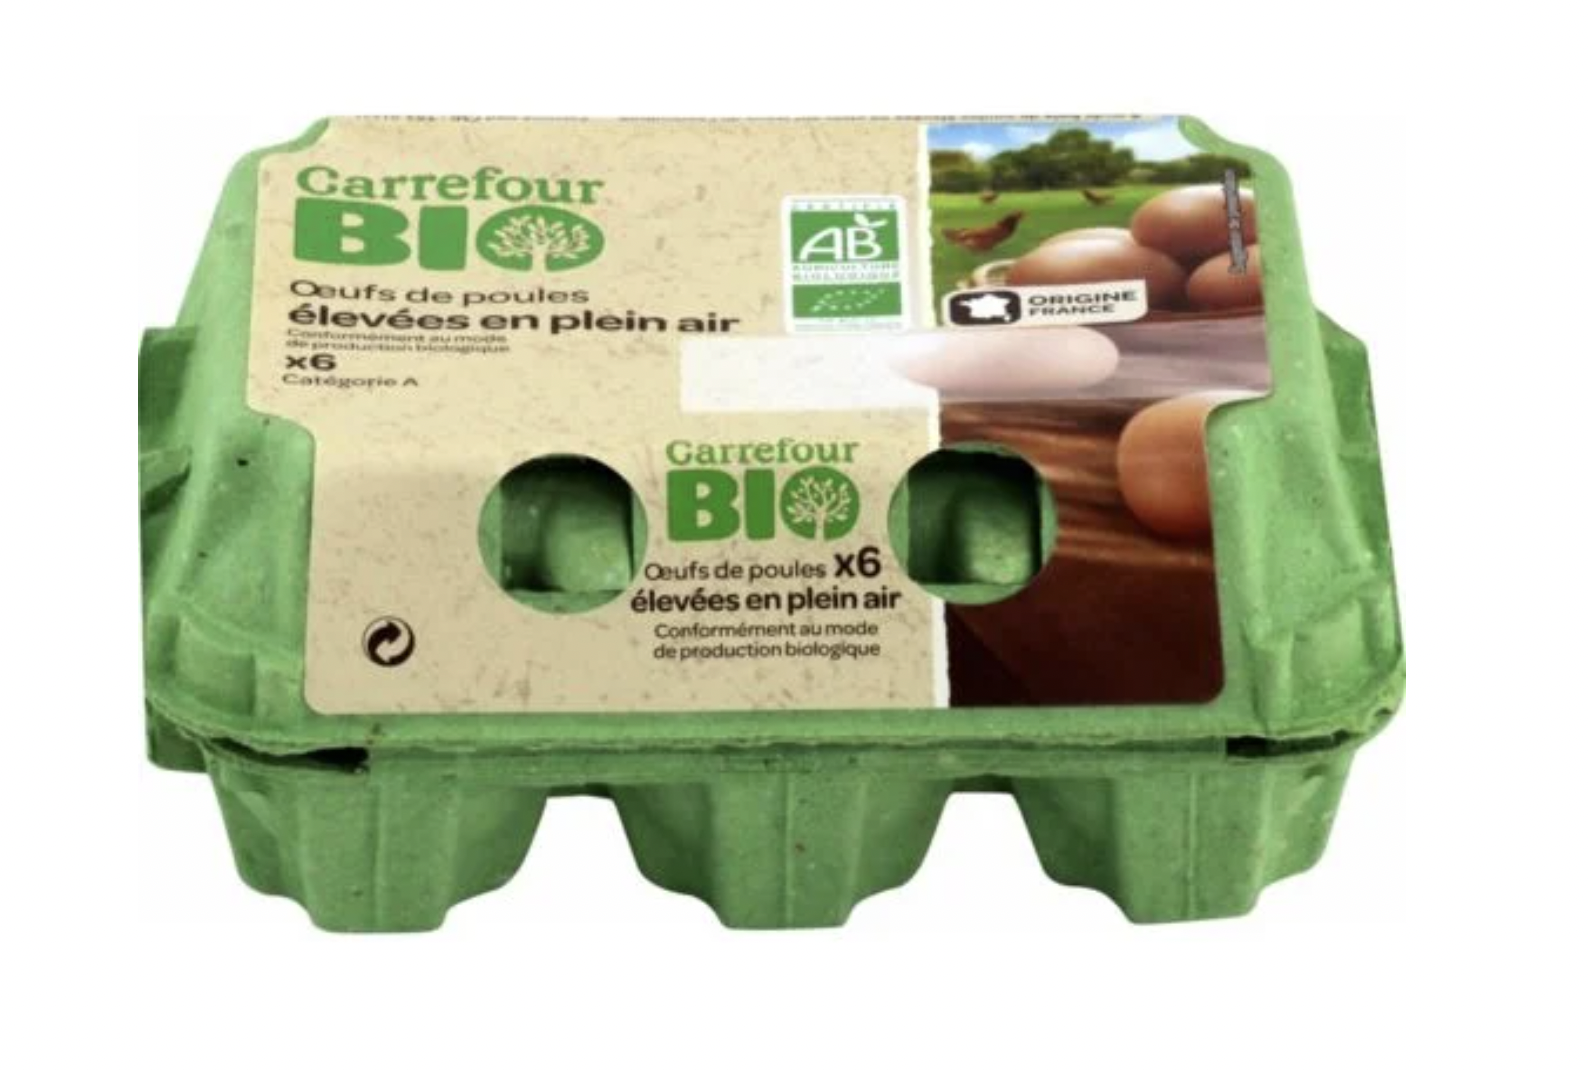 Carrefour
BIO
Œufs de poules
élevées en plein air
Conformément au mode
de production biologique
x6
Catégorie A
CERTIFIÉ
AB
AGRICULTURE
BIOLOGIQUE
ORIGINE
FRANCE
Carrefour
BIO
Œufs de poules x6
élevées en plein air
Conformément au mode
de production biologique